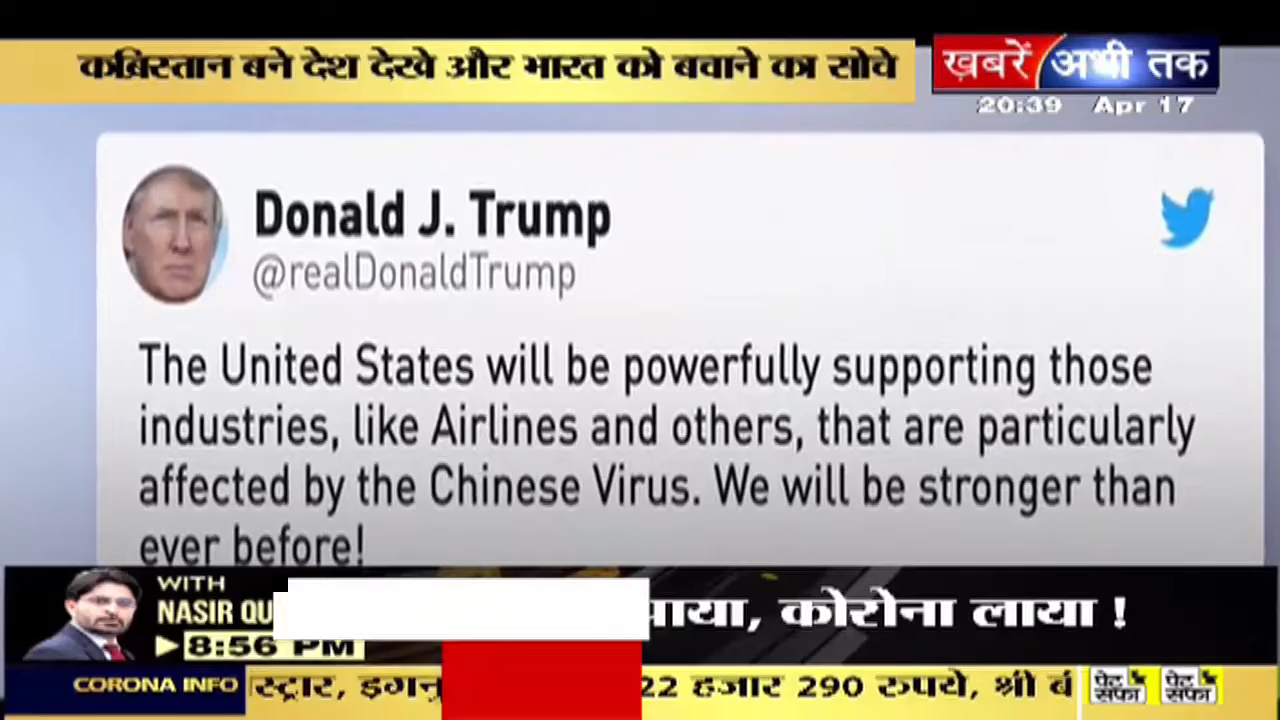 कब्रिस्तान बने देश देखे और भारत को बचाने का सोचे
ख़बरें अभी तक
20:39 Apr 17
Donald J. Trump
@realDonaldTrump
The United States will be powerfully supporting those
industries, like Airlines and others, that are particularly
affected by the Chinese Virus. We will be stronger than
ever before!
WITH
NASIR
8:56 PM
कोरोना लाया !
CORONA INFO
22 हजार 290 रुपये, श्री
पेट सफा पेट सफा